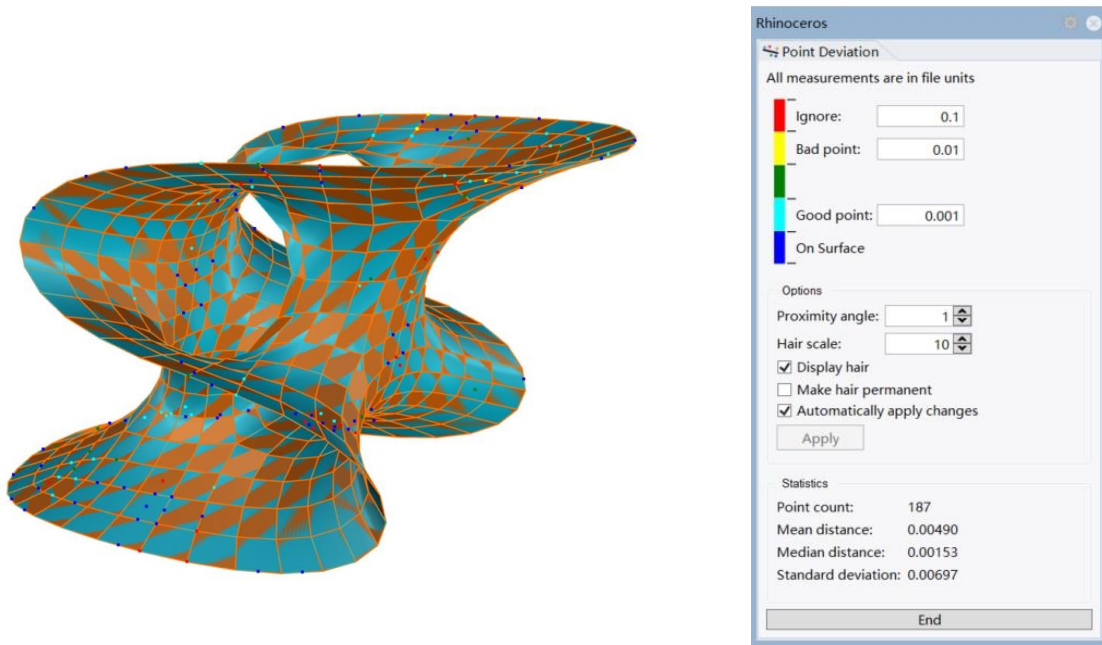 Rhinoceros
Point Deviation
All measurements are in file units
Ignore: 0.1
Bad point: 0.01
Good point: 0.001
On Surface
Options
Proximity angle: 1
Hair scale: 10
Display hair
Make hair permanent
Automatically apply changes
Apply
Statistics
Point count: 187
Mean distance: 0.00490
Median distance: 0.00153
Standard deviation: 0.00697
End